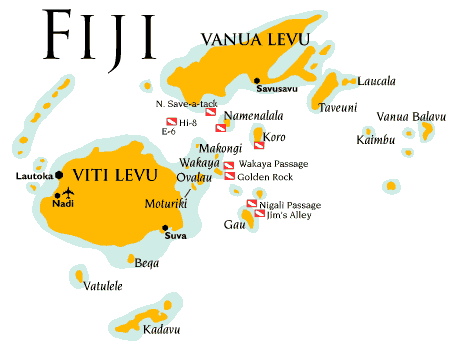 FIJI
VANUA LEVU
Savusavu
Laucala
Taveuni
N. Save-a-tack
Namenalala
Hi-8
E-6
Vanua Balavu
Kaimbu
Koro
Makongi
Wakaya
Wakaya Passage
Ovalau
Golden Rock
Lautoka
VITI LEVU
Nadi
Moturiki
Nigali Passage
Jim's Alley
Gau
Suva
Beqa
Vatulele
Kadavu